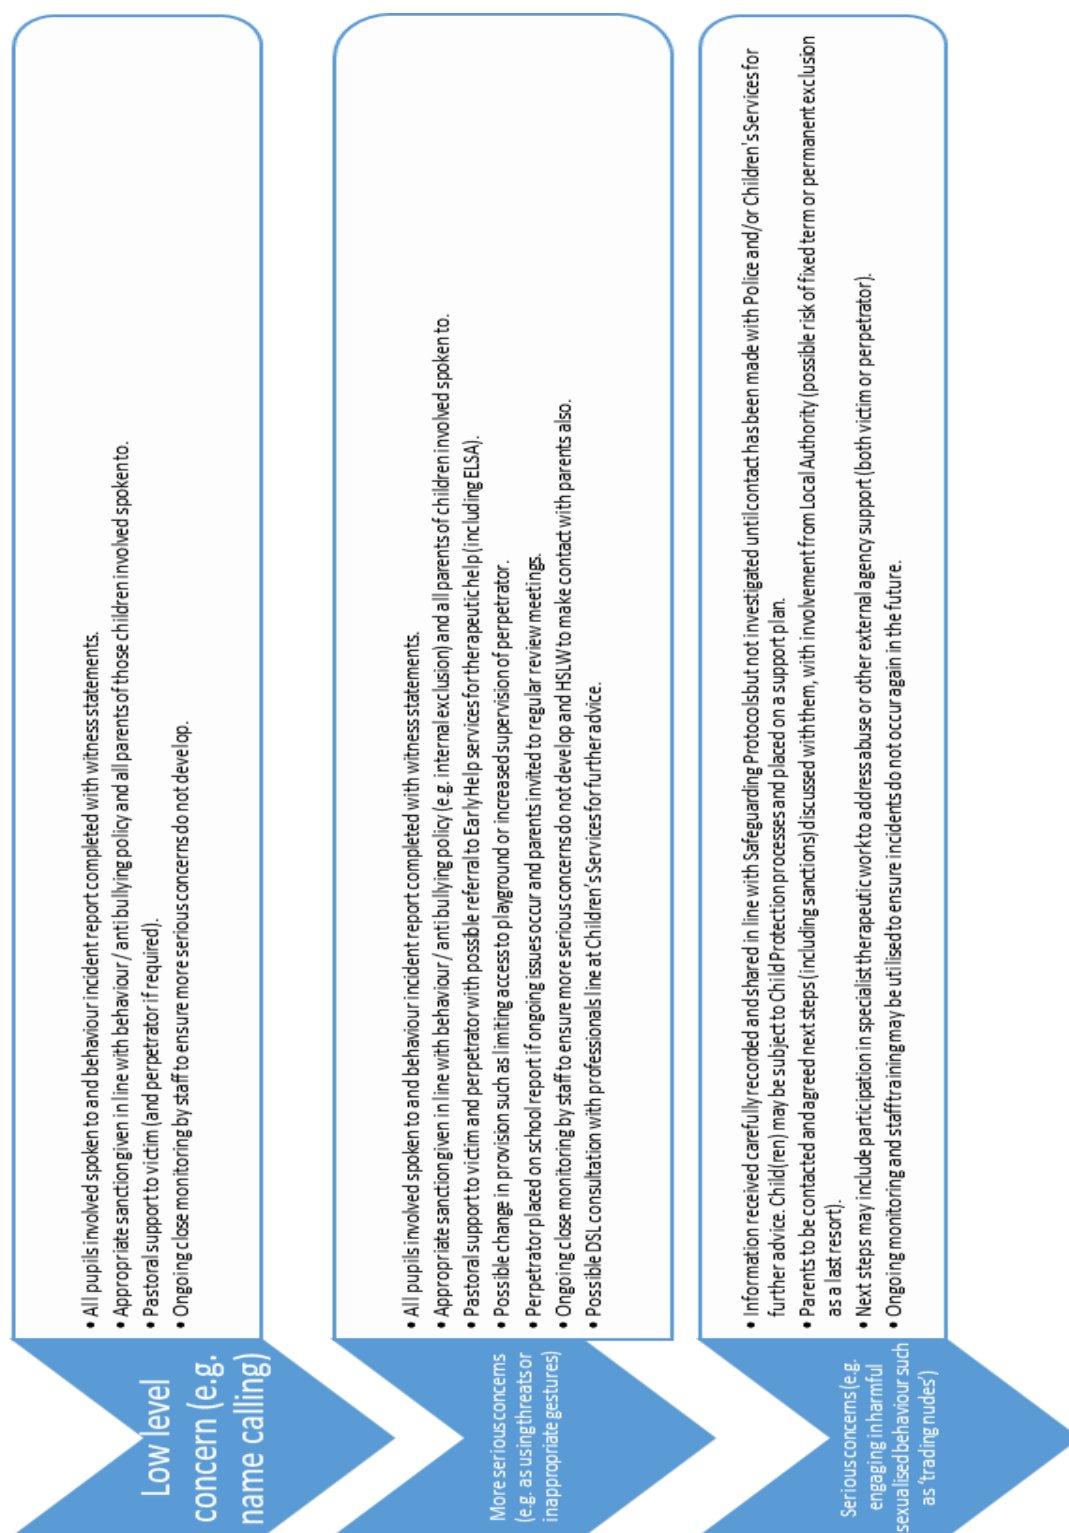 Low level
concern (e.g.
name calling)
• All pupils involved spoken to and behaviour incident report completed with witness statements.
• Appropriate sanction given in line with behaviour / anti bullying policy and all parents of those children involved spoken to.
• Pastoral support to victim (and perpetrator if required).
• Ongoing close monitoring by staff to ensure more serious concerns do not develop.
More serious concerns
(e.g. as using threats or
inappropriate gestures)
• All pupils involved spoken to and behaviour incident report completed with witness statements.
• Appropriate sanction given in line with behaviour / anti bullying policy (e.g. internal exclusion) and all parents of children involved spoken to.
• Pastoral support to victim and perpetrator with possible referral to Early Help services for therapeutic help (including ELSA).
• Possible change in provision such as limiting access to playground or increased supervision of perpetrator.
• Perpetrator placed on school report if ongoing issues occur and parents invited to regular review meetings.
• Ongoing close monitoring by staff to ensure more serious concerns do not develop and HSLW to make contact with parents also.
• Possible DSL consultation with professionals line at Children's Services for further advice.
Serious concerns (e.g.
engaging in harmful
sexualised behaviour such
as 'trading nudes')
• Information received carefully recorded and shared in line with Safeguarding Protocols but not investigated until contact has been made with Police and/or Children's Services for
further advice. Child(ren) may be subject to Child Protection processes and placed on a support plan.
• Parents to be contacted and agreed next steps (including sanctions) discussed with them, with involvement from Local Authority (possible risk of fixed term or permanent exclusion
as a last resort).
• Next steps may include participation in specialist therapeutic work to address abuse or other external agency support (both victim or perpetrator).
• Ongoing monitoring and staff training may be utilised to ensure incidents do not occur again in the future.